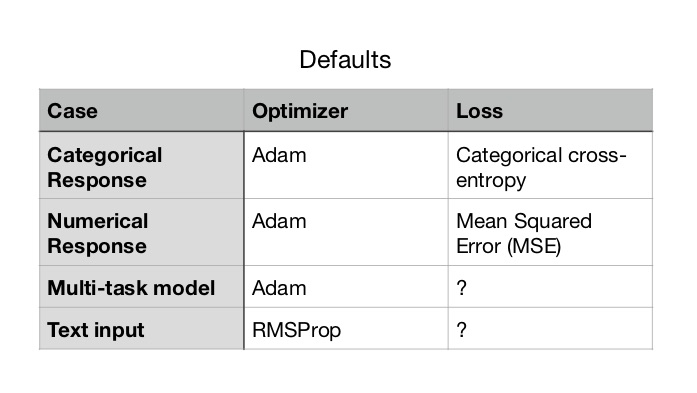 Defaults
Case Optimizer Loss
Categorical Response Adam Categorical cross-entropy
Numerical Response Adam Mean Squared Error (MSE)
Multi-task model Adam ?
Text input RMSProp ?